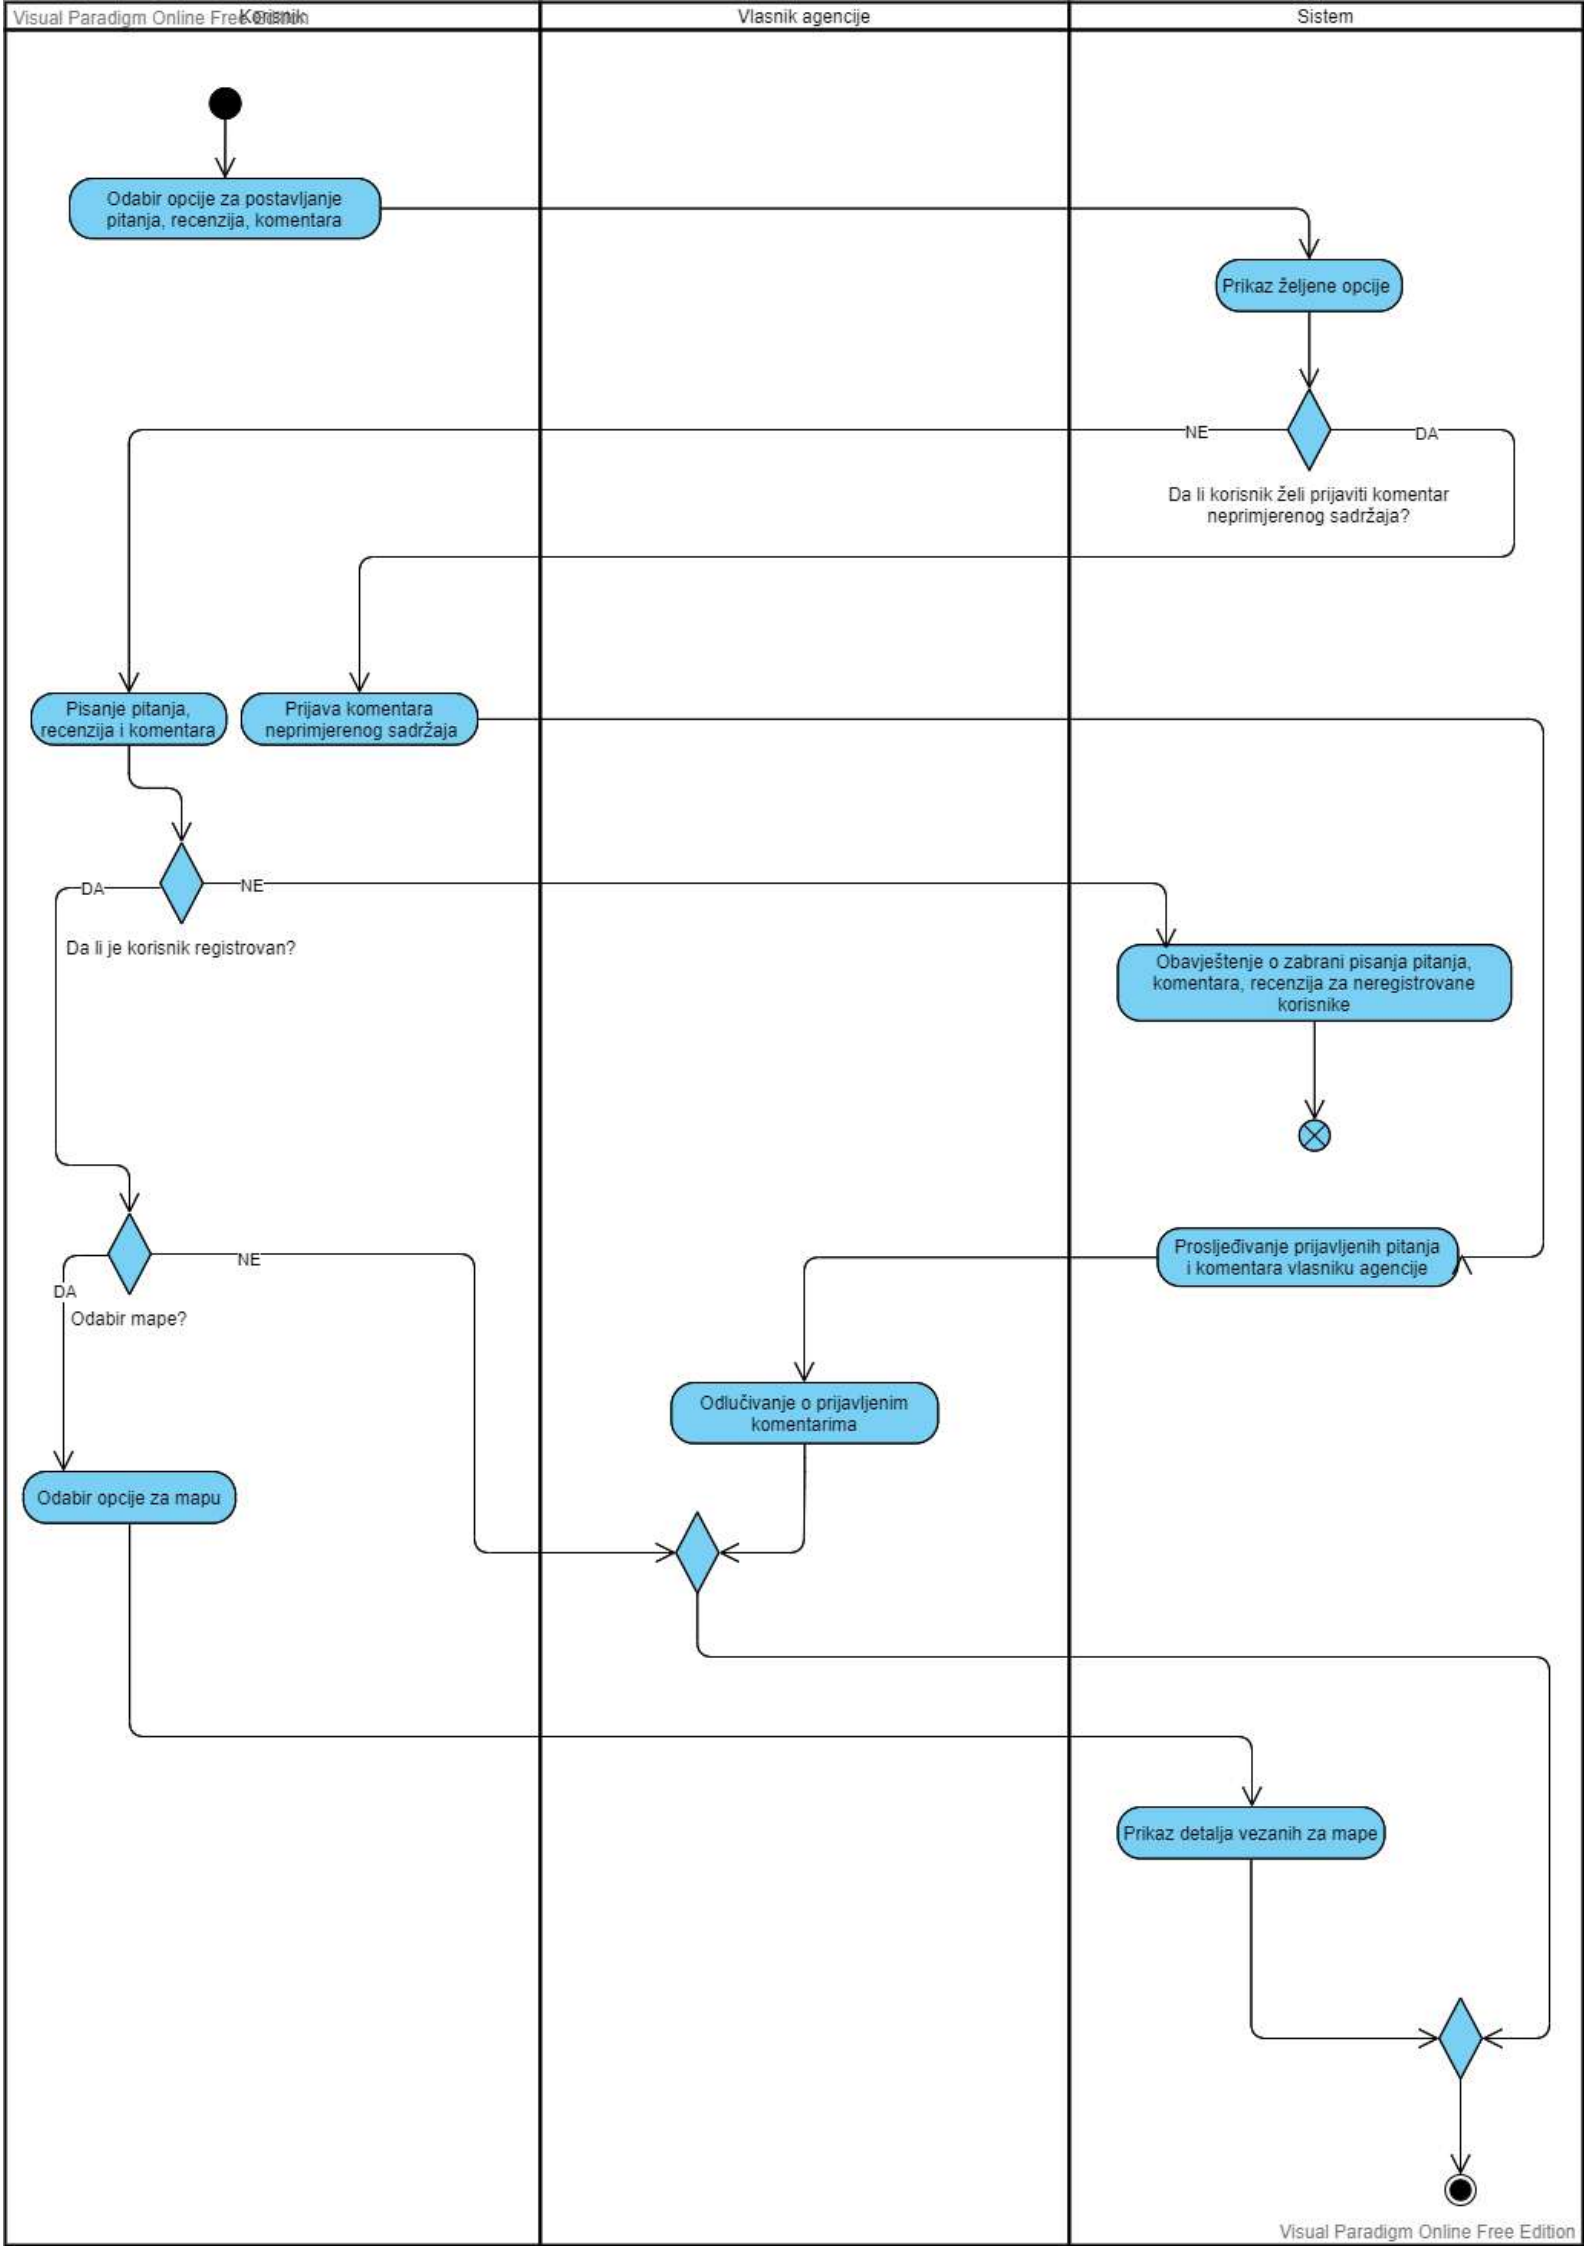 Visual Paradigm Online Free Edition
Korisnik
Vlasnik agencije
Sistem
Odabir opcije za postavljanje
pitanja, recenzija, komentara
Prikaz željene opcije
NE
DA
Da li korisnik želi prijaviti komentar
neprimjerenog sadržaja?
Pisanje pitanja,
recenzija i komentara
Prijava komentara
neprimjerenog sadržaja
DA
NE
Da li je korisnik registrovan?
Obavještenje o zabrani pisanja pitanja,
komentara, recenzija za neregistrovane
korisnike
Prosljeđivanje prijavljenih pitanja
i komentara vlasniku agencije
NE
DA
Odabir mape?
Odlučivanje o prijavljenim
komentarima
Odabir opcije za mapu
Prikaz detalja vezanih za mape
Visual Paradigm Online Free Edition